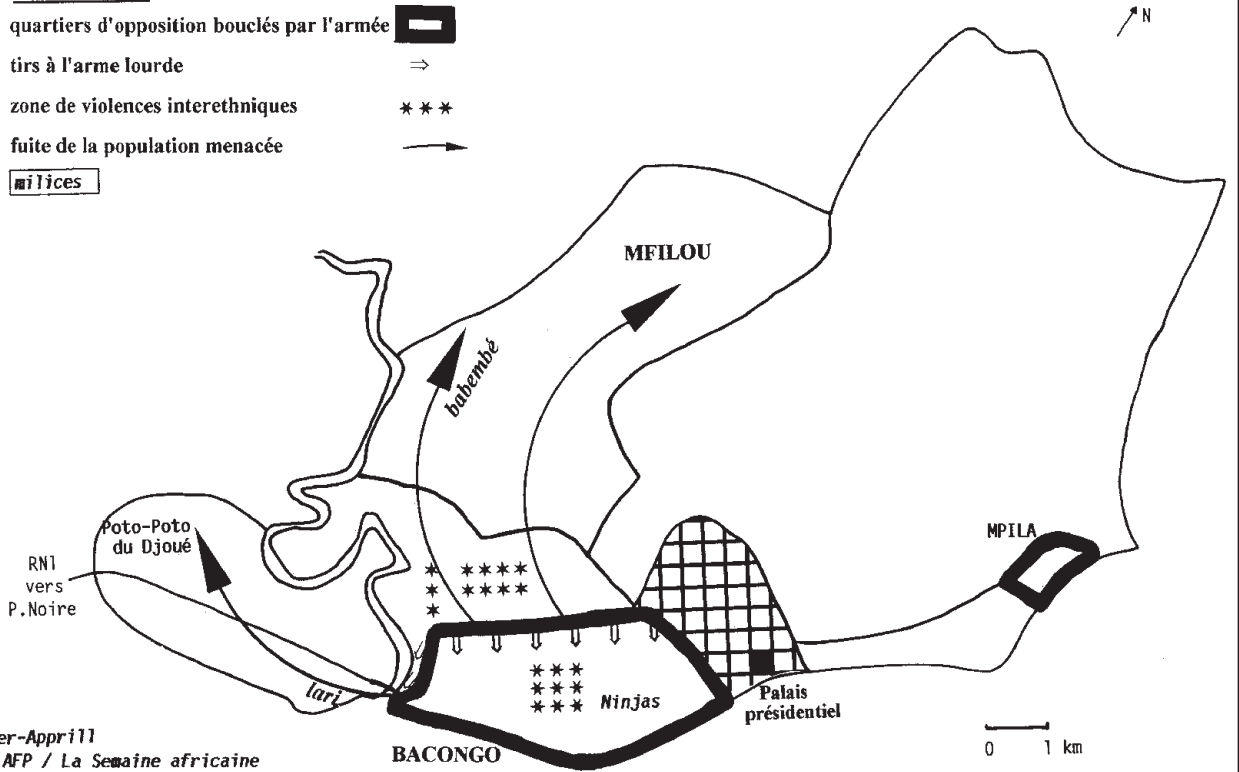 quartiers d'opposition bouclés par l'armée
tirs à l'arme lourde
zone de violences interethniques
fuite de la population menacée
milices
N
MFILOU
babembé
Poto-Poto
du Djoué
RN1
vers
P.Noire
MPILA
lari
Ninjas
Palais
présidentiel
BACONGO
0 1 km
er-Apprill
AFP / La Semaine africaine